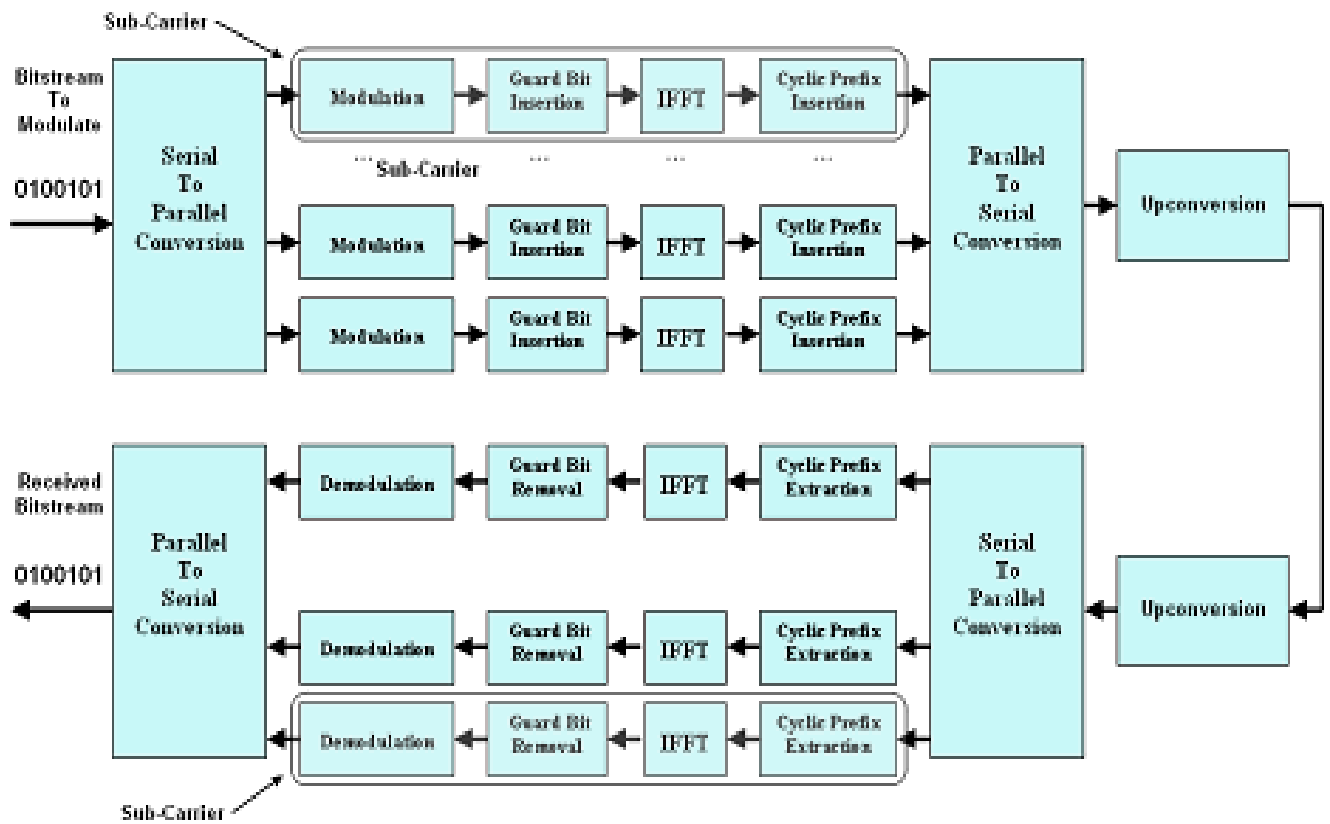 Sub-Carrier
Bitstream
To
Modulate
0100101
Serial
To
Parallel
Conversion
Modulation
Guard Bit
Insertion
IFFT
Cyclic Prefix
Insertion
... ... ... ...
Sub-Carrier
Modulation
Guard Bit
Insertion
IFFT
Cyclic Prefix
Insertion
Modulation
Guard Bit
Insertion
IFFT
Cyclic Prefix
Insertion
Parallel
To
Serial
Conversion
Upconversion
Received
Bitstream
0100101
Parallel
To
Serial
Conversion
Demodulation
Guard Bit
Removal
IFFT
Cyclic Prefix
Extraction
Demodulation
Guard Bit
Removal
IFFT
Cyclic Prefix
Extraction
Demodulation
Guard Bit
Removal
IFFT
Cyclic Prefix
Extraction
Serial
To
Parallel
Conversion
Upconversion
Sub-Carrier